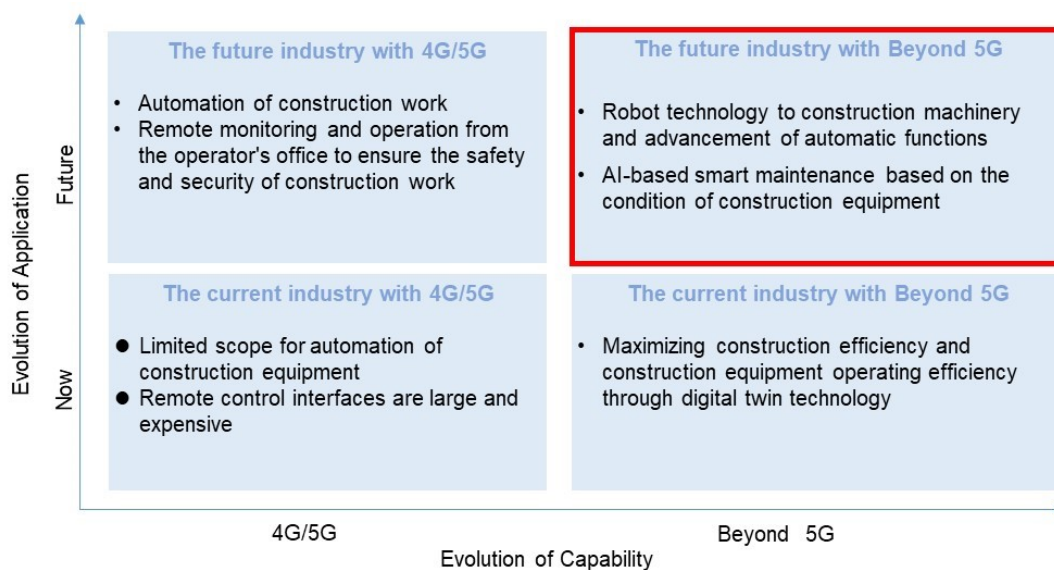 The future industry with 4G/5G
• Automation of construction work
• Remote monitoring and operation from
the operator's office to ensure the safety
and security of construction work
The future industry with Beyond 5G
• Robot technology to construction machinery
and advancement of automatic functions
• AI-based smart maintenance based on the
condition of construction equipment
The current industry with 4G/5G
● Limited scope for automation of
construction equipment
● Remote control interfaces are large and
expensive
The current industry with Beyond 5G
• Maximizing construction efficiency and
construction equipment operating efficiency
through digital twin technology
Evolution of Application
Future
Now
4G/5G
Beyond 5G
Evolution of Capability